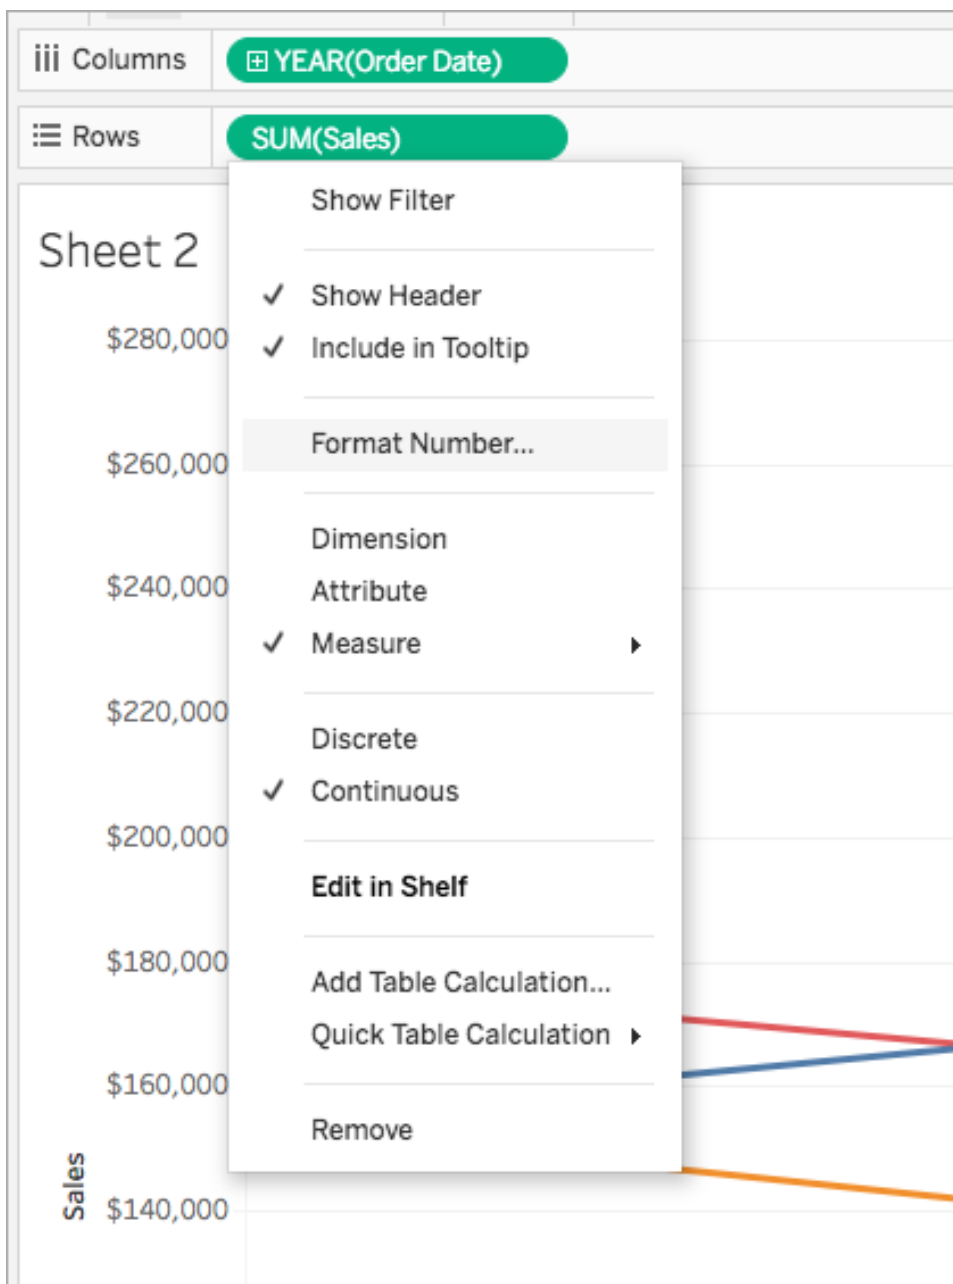 Columns
YEAR(Order Date)
Rows
SUM(Sales)
Show Filter
Sheet 2
Show Header
$280,000
Include in Tooltip
Format Number...
$260,000
Dimension
$240,000
Attribute
Measure
$220,000
Discrete
Continuous
$200,000
Edit in Shelf
$180,000
Add Table Calculation...
Quick Table Calculation
$160,000
Remove
Sales
$140,000